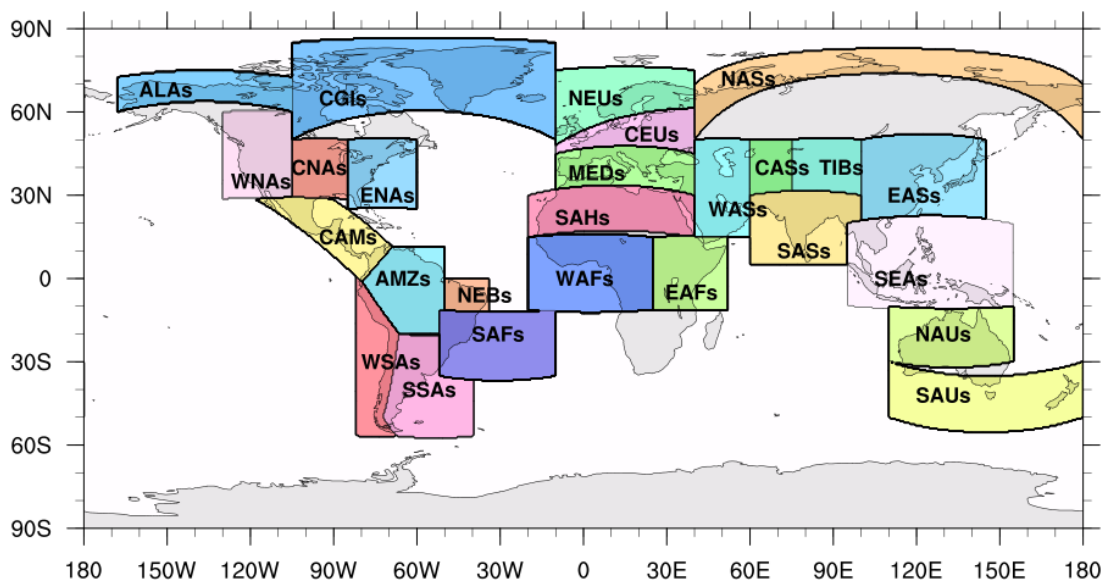 90N
NASs
ALAs
CGIs
NEUs
60N
CEUs
CNAs
MEDs
CASs
TIBs
WNAs
ENAs
EASs
30N
WASs
SAHs
CAMs
SASs
0
AMZs
WAFs
SEAs
NEBs
EAFs
SAFs
NAUs
30S
WSAs
SSAs
SAUs
60S
90S
180 150W 120W 90W 60W 30W 0 30E 60E 90E 120E 150E 180